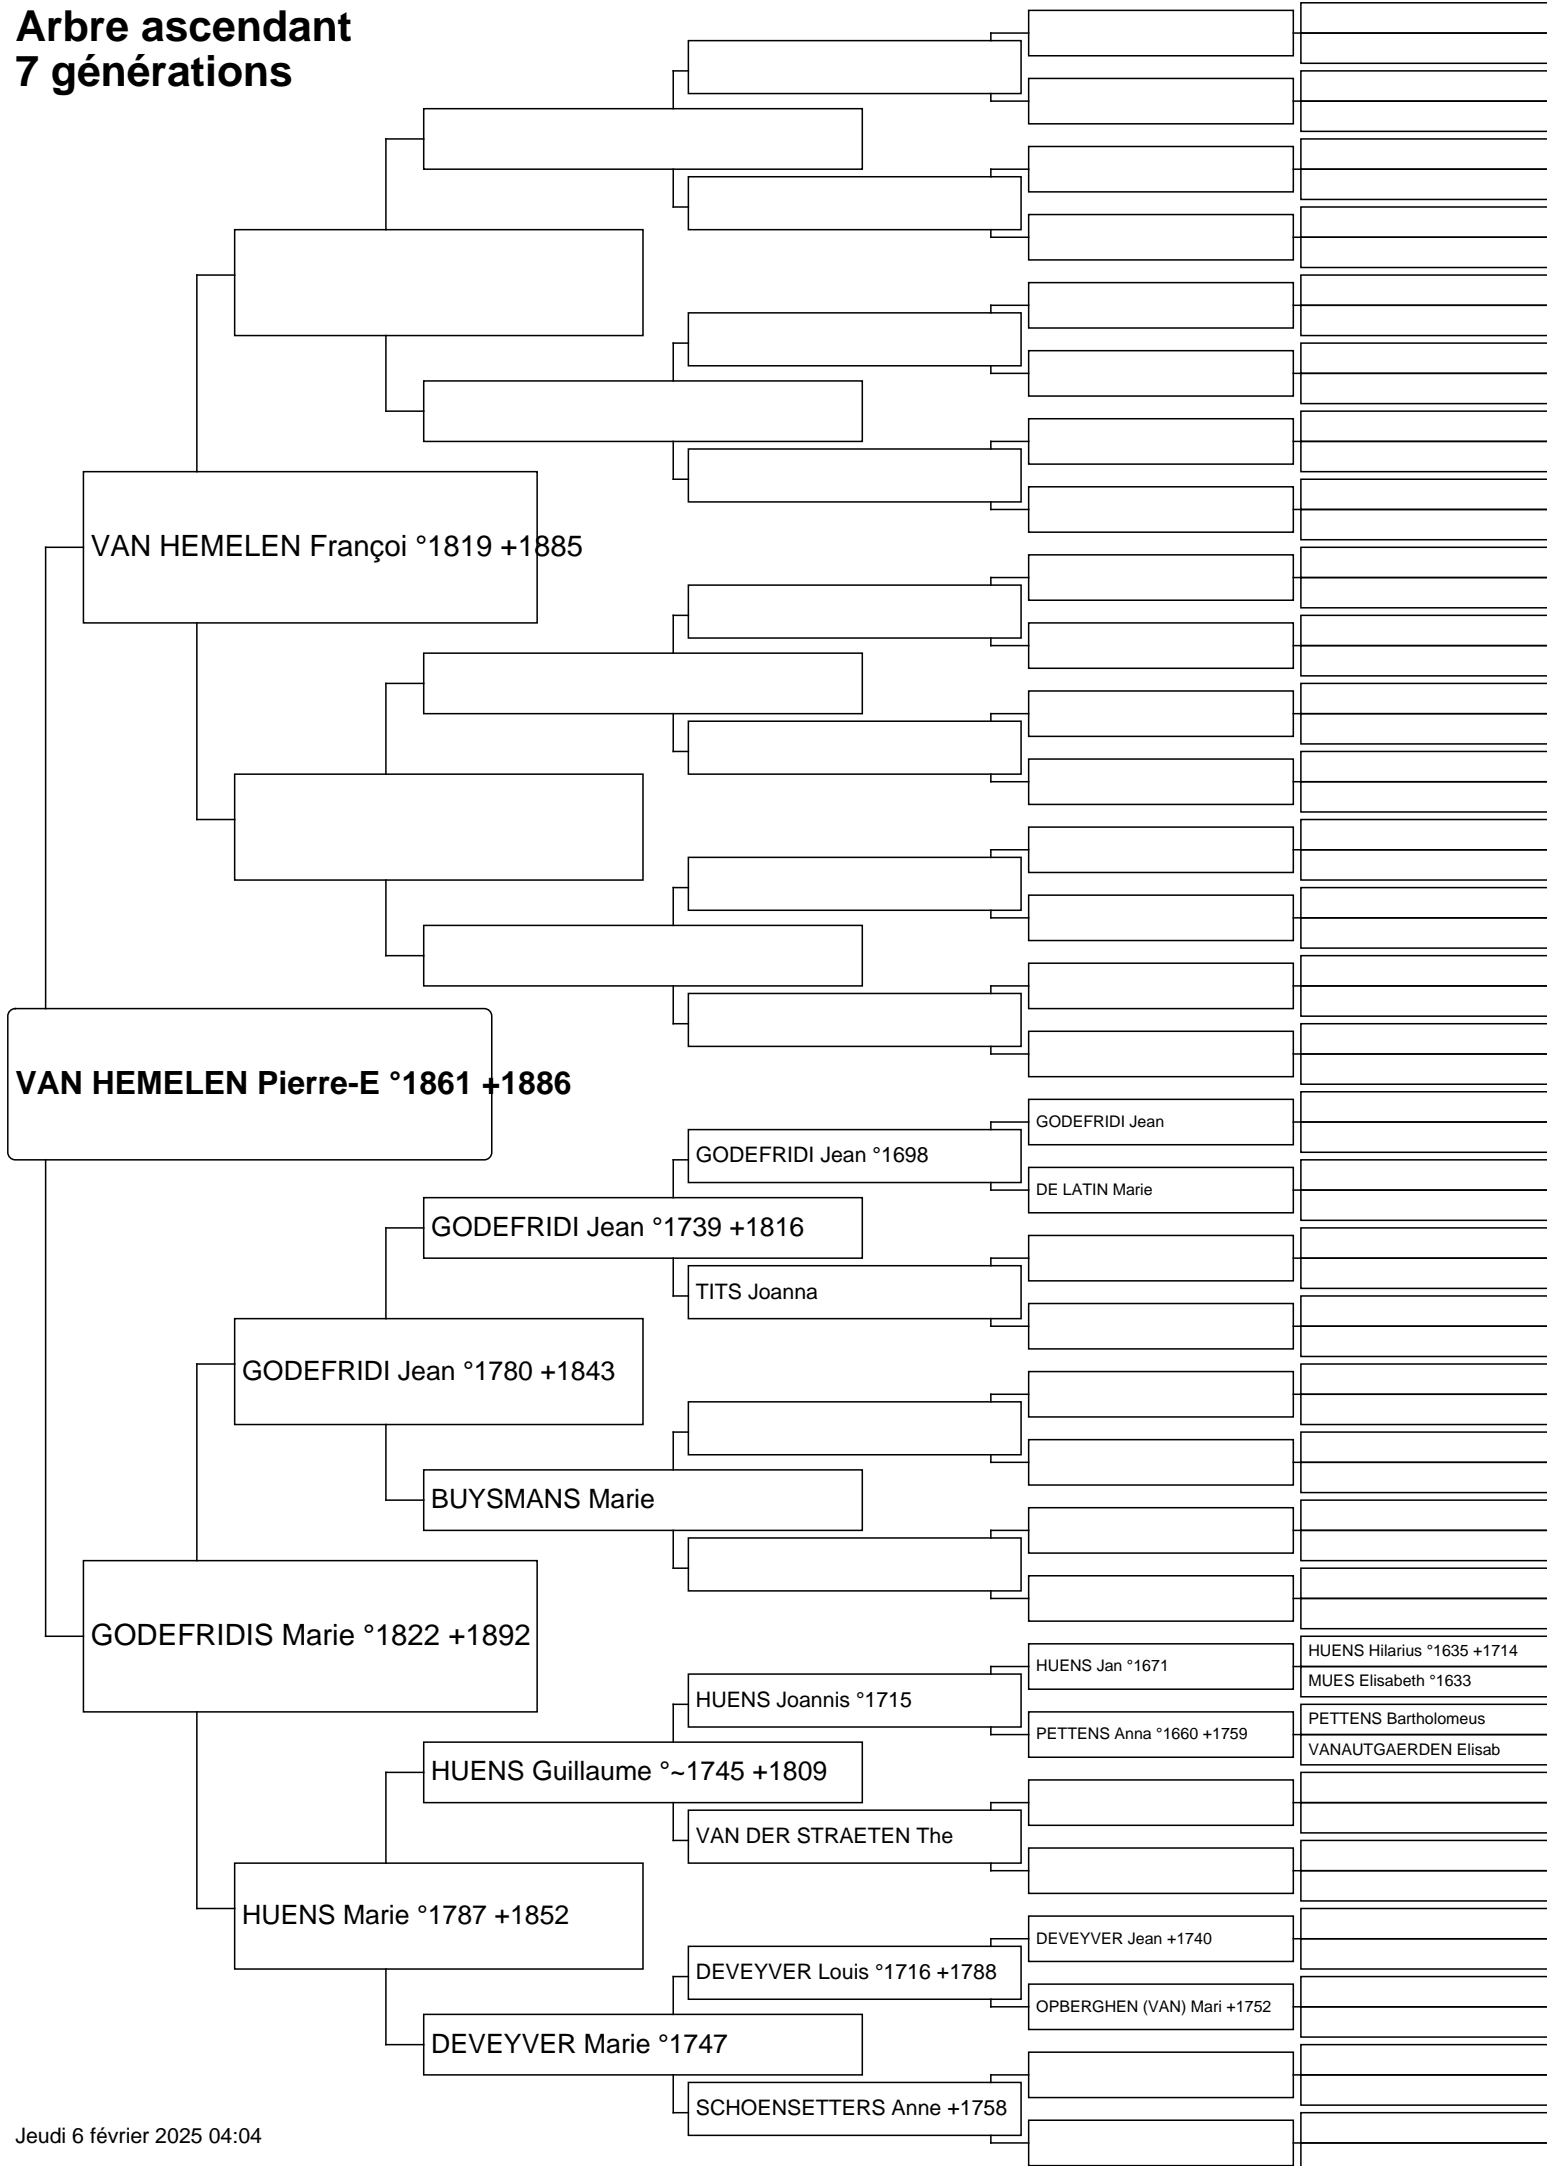 Arbre ascendant
7 générations
VAN HEMELEN Françoi °1819 +1885
VAN HEMELEN Pierre-E °1861 +1886
GODEFRIDI Jean
GODEFRIDI Jean °1698
DE LATIN Marie
GODEFRIDI Jean °1739 +1816
TITS Joanna
GODEFRIDI Jean °1780 +1843
BUYSMANS Marie
GODEFRIDIS Marie °1822 +1892
HUENS Hilarius °1635 +1714
HUENS Jan °1671
MUES Elisabeth °1633
HUENS Joannis °1715
PETTENS Bartholomeus
PETTENS Anna °1660 +1759
VANAUTGAERDEN Elisab
HUENS Guillaume °~1745 +1809
VAN DER STRAETEN The
HUENS Marie °1787 +1852
DEVEYVER Jean +1740
DEVEYVER Louis °1716 +1788
OPBERGHEN (VAN) Mari +1752
DEVEYVER Marie °1747
SCHOENSETTERS Anne +1758
Jeudi 6 février 2025 04:04